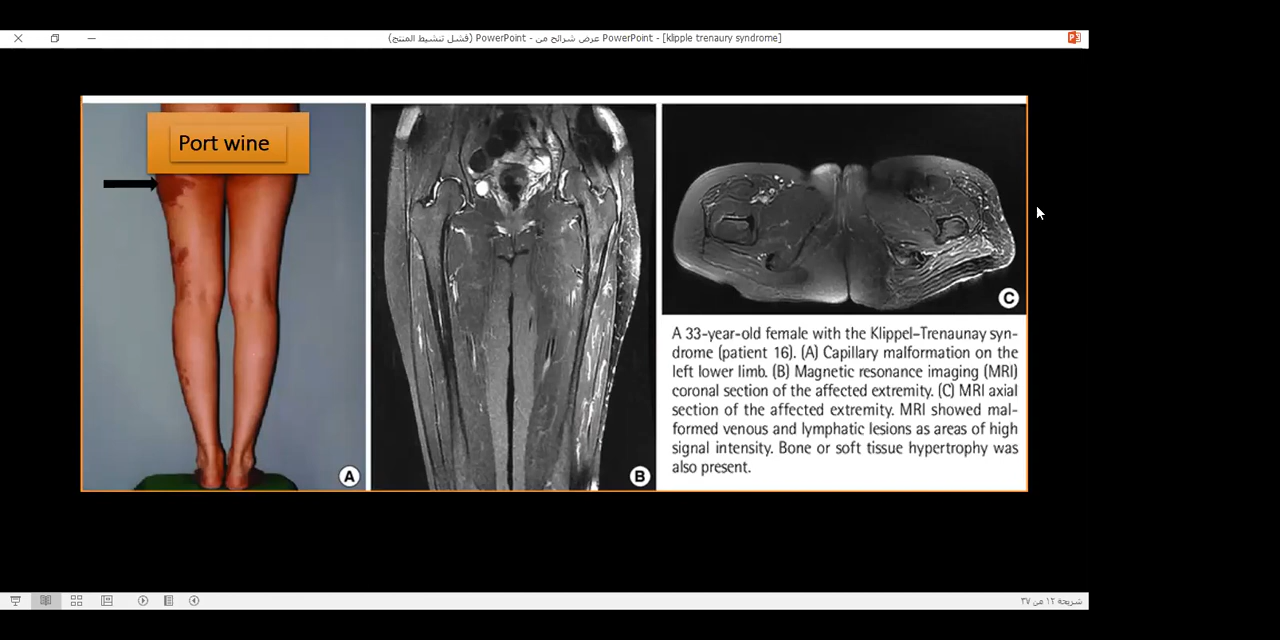 عرض شرائح من PowerPoint - [klipple trenaury syndrome] - PowerPoint (فشل تنشيط المنتج)
Port wine
A
B
C
A 33-year-old female with the Klippel–Trenaunay syn-
drome (patient 16). (A) Capillary malformation on the
left lower limb. (B) Magnetic resonance imaging (MRI)
coronal section of the affected extremity. (C) MRI axial
section of the affected extremity. MRI showed mal-
formed venous and lymphatic lesions as areas of high
signal intensity. Bone or soft tissue hypertrophy was
also present.
شريحة ١٢ من ٣٧